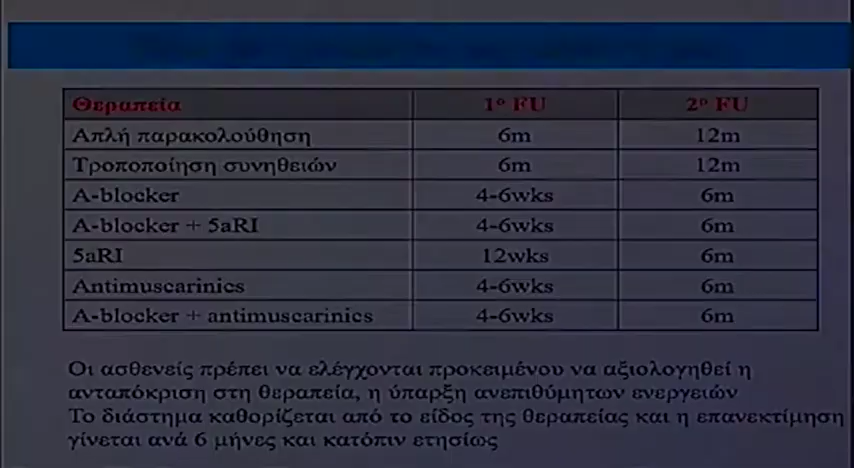 Θεραπεία 1ο FU 2ο FU
Απλή παρακολούθηση 6m 12m
Τροποποίηση συνηθειών 6m 12m
A-blocker 4-6wks 6m
A-blocker + 5aRI 4-6wks 6m
5aRI 12wks 6m
Antimuscarinics 4-6wks 6m
A-blocker + antimuscarinics 4-6wks 6m
Οι ασθενείς πρέπει να ελέγχονται προκειμένου να αξιολογηθεί η
ανταπόκριση στη θεραπεία, η ύπαρξη ανεπιθύμητων ενεργειών
Το διάστημα καθορίζεται από το είδος της θεραπείας και η επανεκτίμηση
γίνεται ανά 6 μήνες και κατόπιν ετησίως